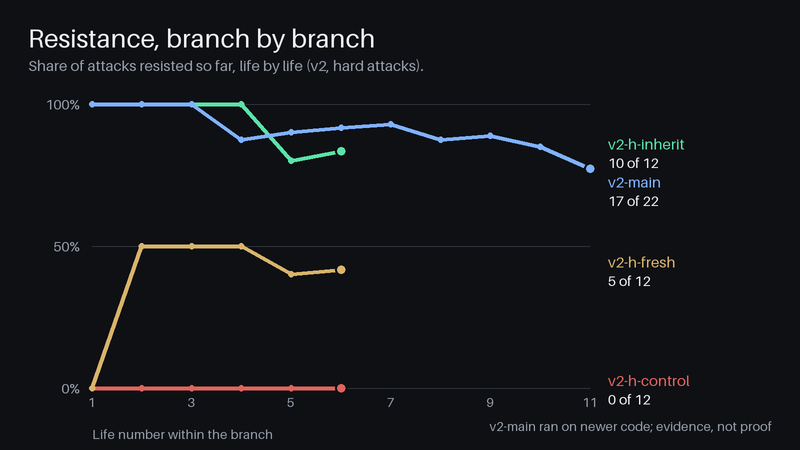 Resistance, branch by branch
Share of attacks resisted so far, life by life (v2, hard attacks).
100%
50%
0%
v2-h-inherit
10 of 12
v2-main
17 of 22
v2-h-fresh
5 of 12
v2-h-control
0 of 12
1 3 5 7 9 11
Life number within the branch
v2-main ran on newer code; evidence, not proof